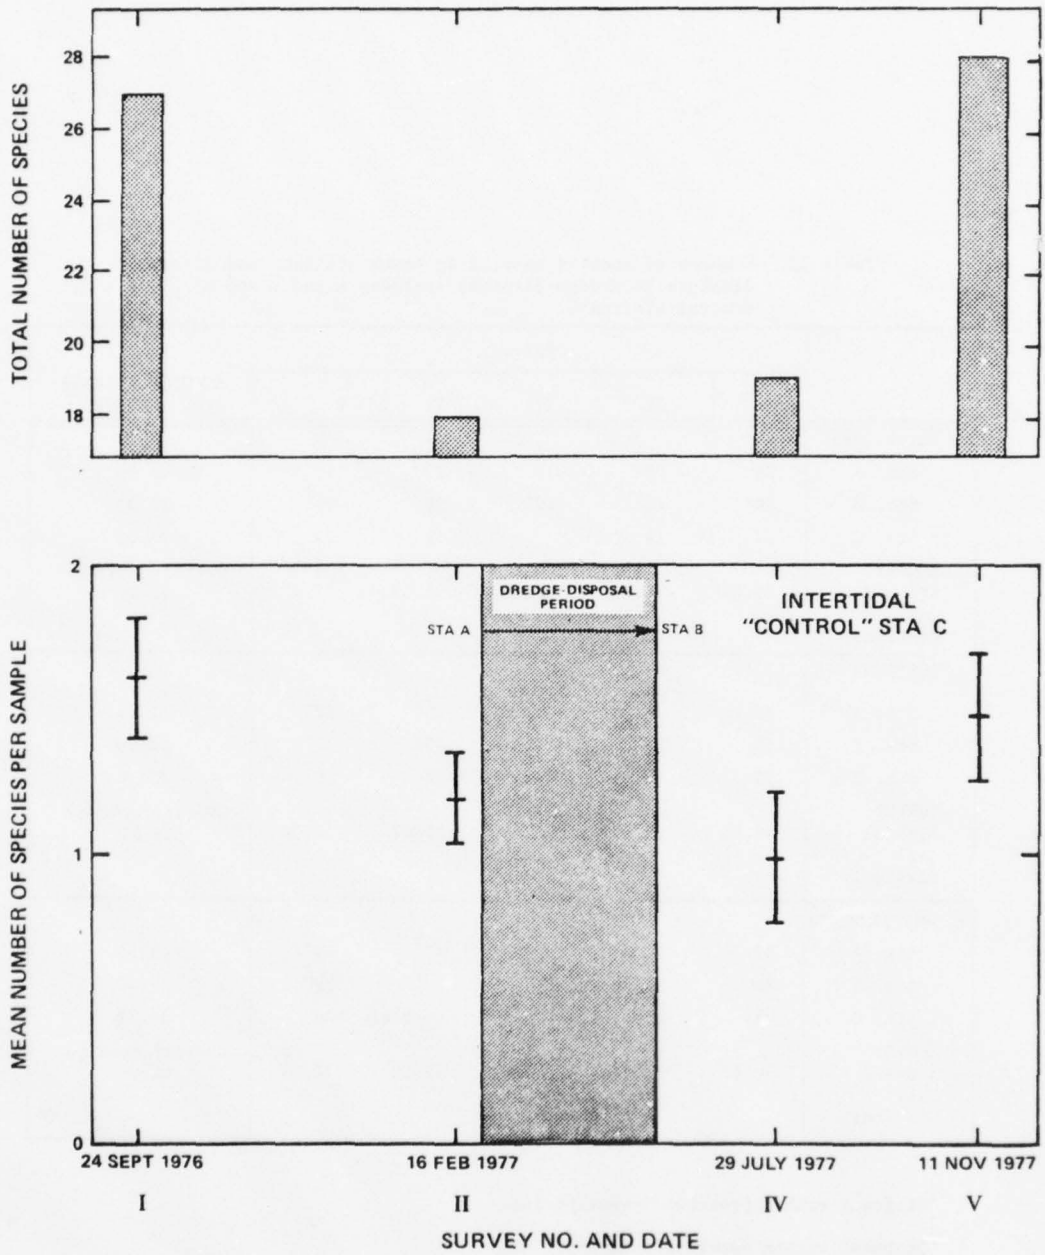 TOTAL NUMBER OF SPECIES
28
26
24
22
20
18
MEAN NUMBER OF SPECIES PER SAMPLE
2
1
0
DREDGE-DISPOSAL
PERIOD
STA A
STA B
INTERTIDAL
"CONTROL" STA C
24 SEPT 1976
16 FEB 1977
29 JULY 1977
11 NOV 1977
I
II
IV
V
SURVEY NO. AND DATE